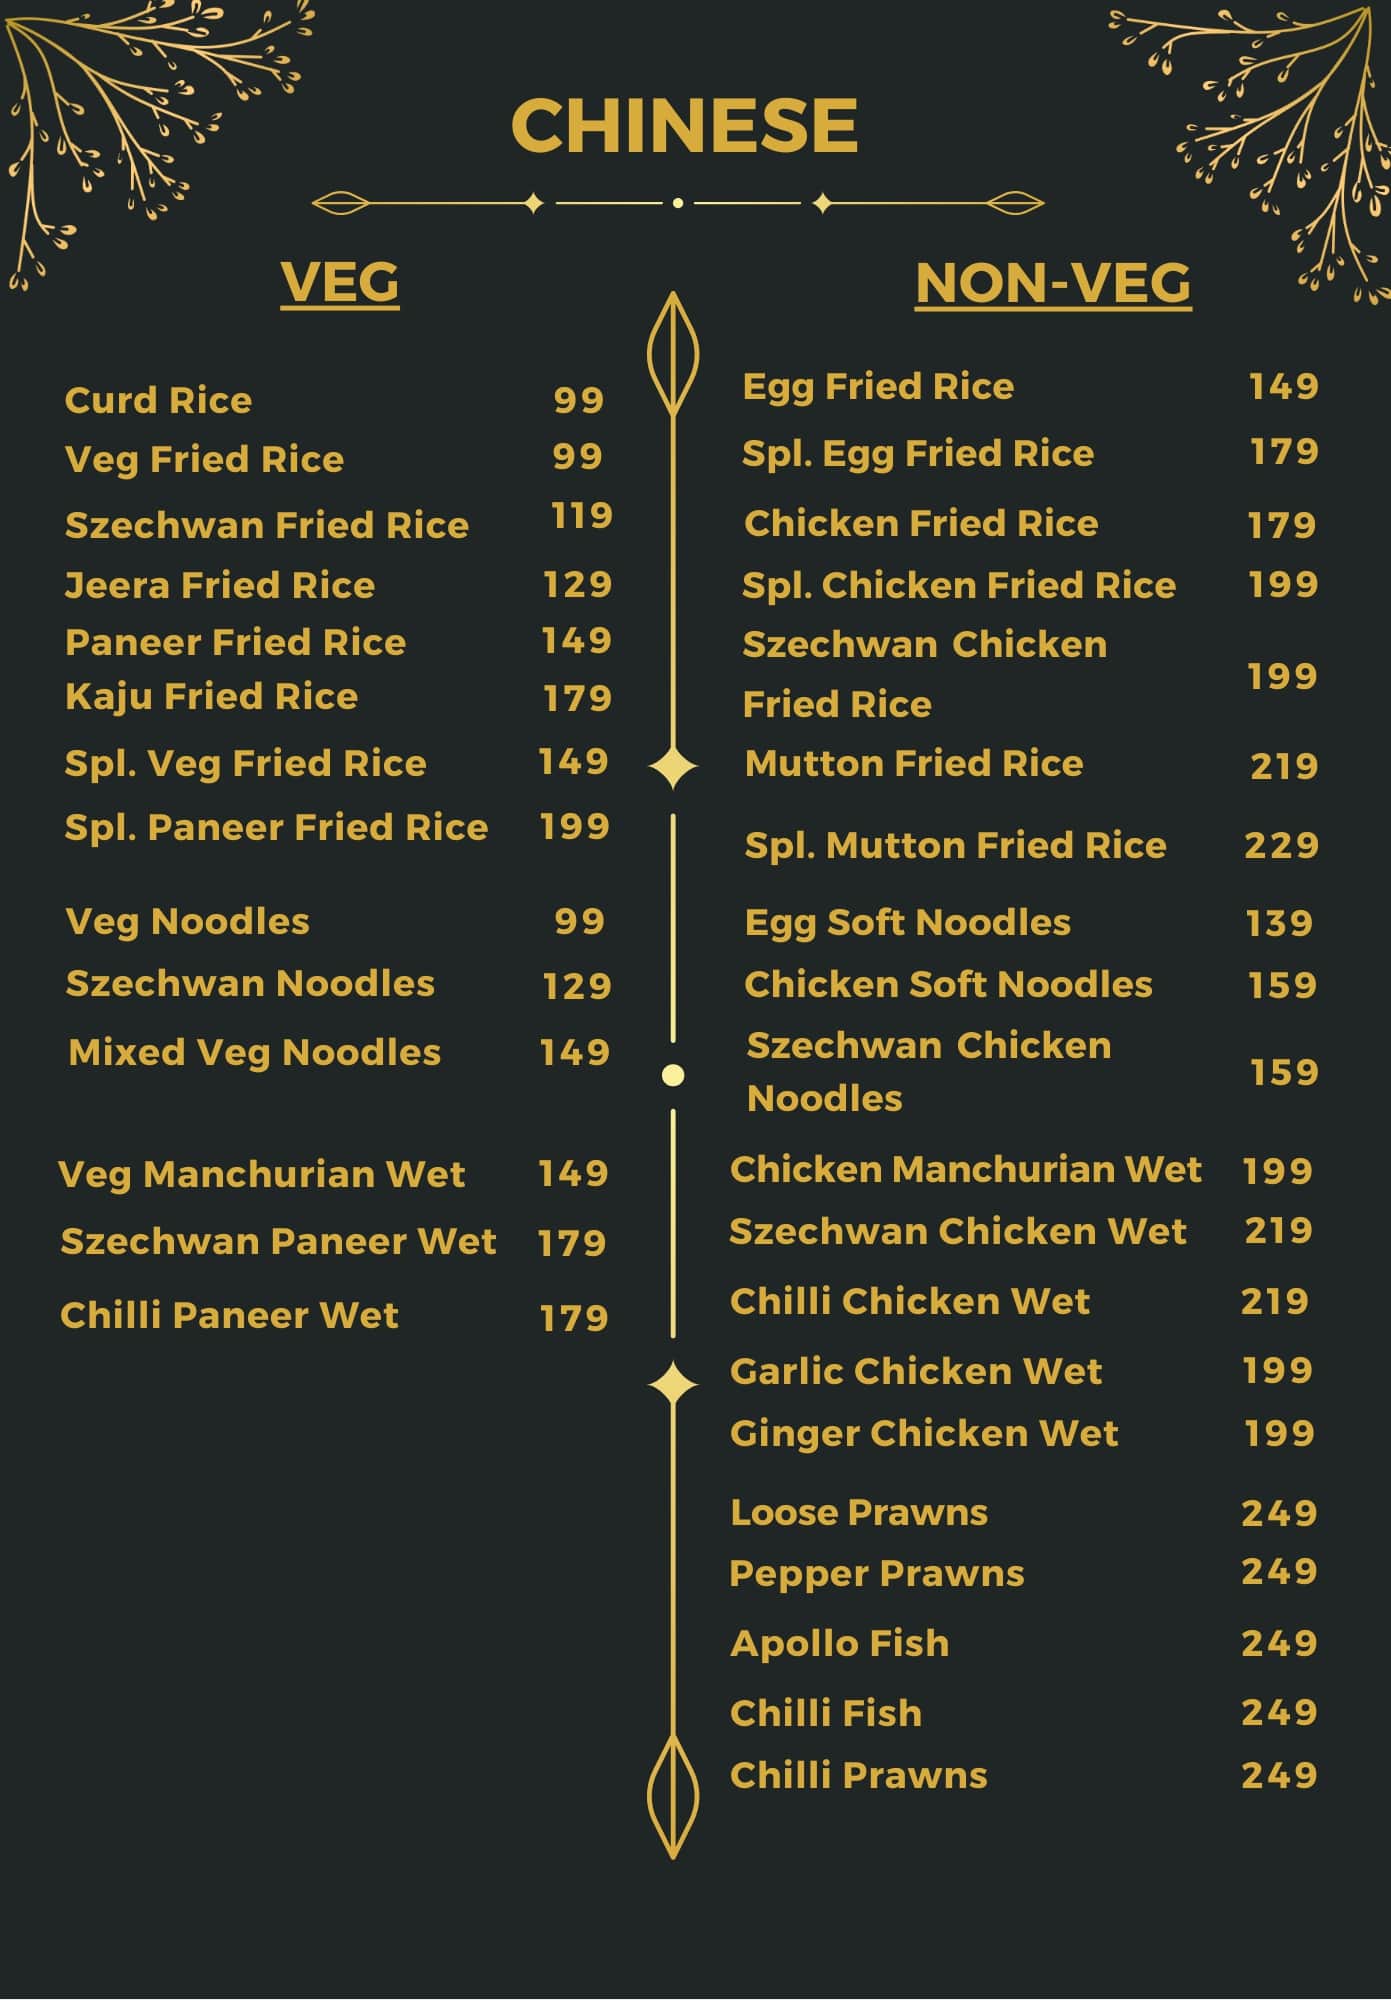 CHINESE
VEG
Curd Rice 99
Veg Fried Rice 99
Szechwan Fried Rice 119
Jeera Fried Rice 129
Paneer Fried Rice 149
Kaju Fried Rice 179
Spl. Veg Fried Rice 149
Spl. Paneer Fried Rice 199
Veg Noodles 99
Szechwan Noodles 129
Mixed Veg Noodles 149
Veg Manchurian Wet 149
Szechwan Paneer Wet 179
Chilli Paneer Wet 179
NON-VEG
Egg Fried Rice 149
Spl. Egg Fried Rice 179
Chicken Fried Rice 179
Spl. Chicken Fried Rice 199
Szechwan Chicken
Fried Rice 199
Mutton Fried Rice 219
Spl. Mutton Fried Rice 229
Egg Soft Noodles 139
Chicken Soft Noodles 159
Szechwan Chicken
Noodles 159
Chicken Manchurian Wet 199
Szechwan Chicken Wet 219
Chilli Chicken Wet 219
Garlic Chicken Wet 199
Ginger Chicken Wet 199
Loose Prawns 249
Pepper Prawns 249
Apollo Fish 249
Chilli Fish 249
Chilli Prawns 249